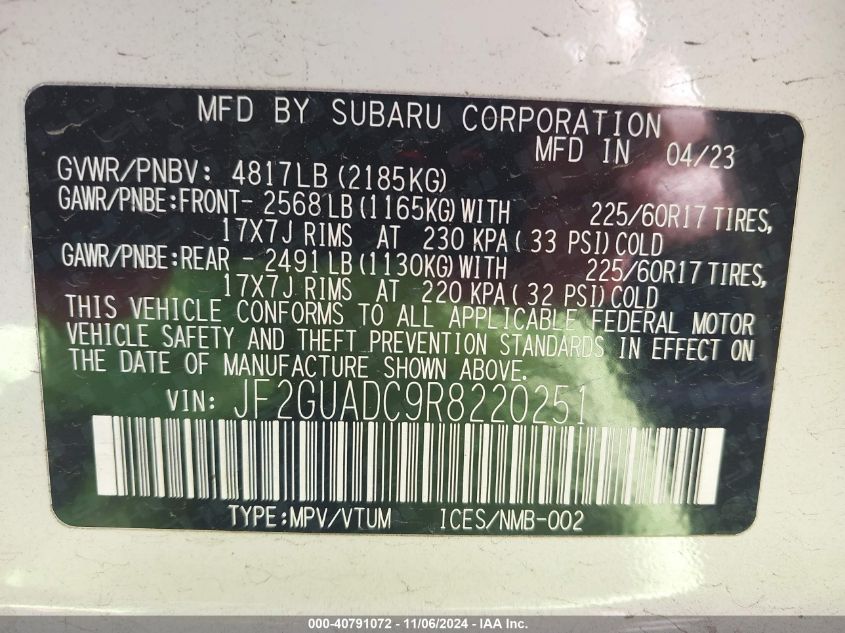 MFD BY SUBARU CORPORATION
MFD IN 04/23
GVWR/PNBV: 4817LB (2185KG)
GAWR/PNBE:FRONT- 2568LB (1165KG) WITH 225/60R17 TIRES,
17X7J RIMS AT 230 KPA ( 33 PSI) COLD
GAWR/PNBE:REAR - 2491LB (1130KG) WITH 225/60R17 TIRES,
17X7J RIMS AT 220 KPA ( 32 PSI) COLD
THIS VEHICLE CONFORMS TO ALL APPLICABLE FEDERAL MOTOR
VEHICLE SAFETY AND THEFT PREVENTION STANDARDS IN EFFECT ON
THE DATE OF MANUFACTURE SHOWN ABOVE.
VIN: JF2GUADC9R8220251
TYPE:MPV/VTUM ICES/NMB-002
000-40791072 - 11/06/2024 - IAA Inc.